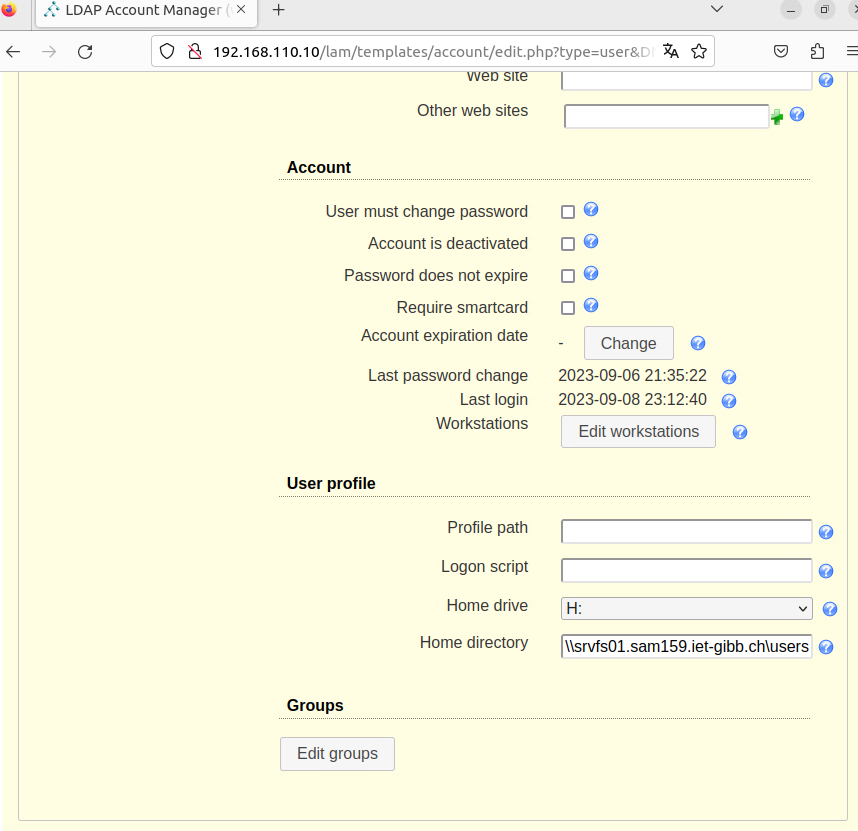 LDAP Account Manager (
192.168.110.10/lam/templates/account/edit.php?type=user&D
Web site
Other web sites
Account
User must change password
Account is deactivated
Password does not expire
Require smartcard
Account expiration date - Change
Last password change 2023-09-06 21:35:22
Last login 2023-09-08 23:12:40
Workstations Edit workstations
User profile
Profile path
Logon script
Home drive H:
Home directory \\srvfs01.sam159.iet-gibb.ch\users
Groups
Edit groups